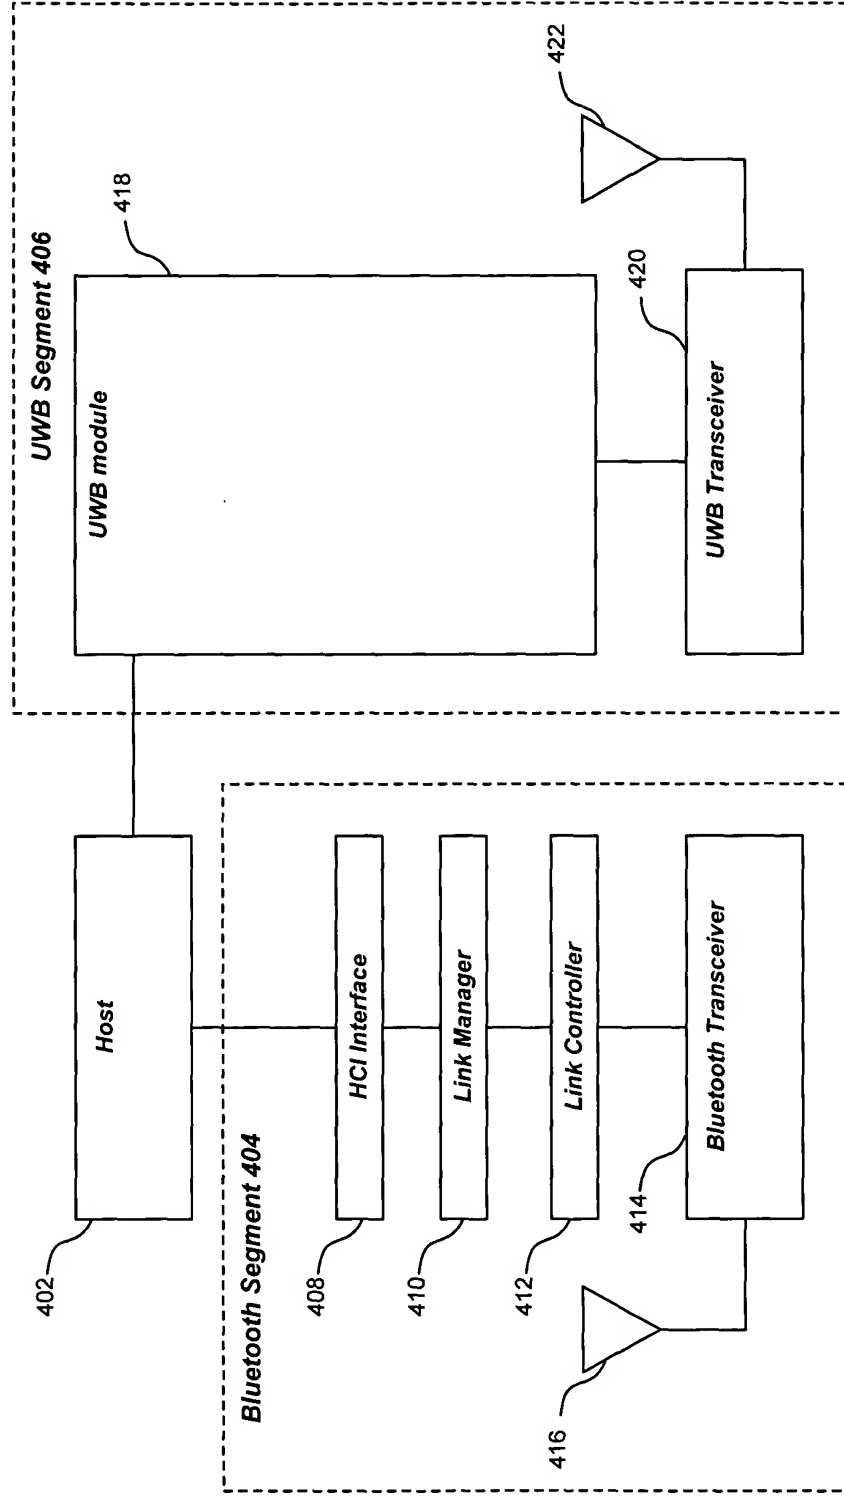 402
Host
UWB Segment 406
UWB module
418
Bluetooth Segment 404
408
HCI Interface
410
Link Manager
412
Link Controller
416
414
Bluetooth Transceiver
420
UWB Transceiver
422